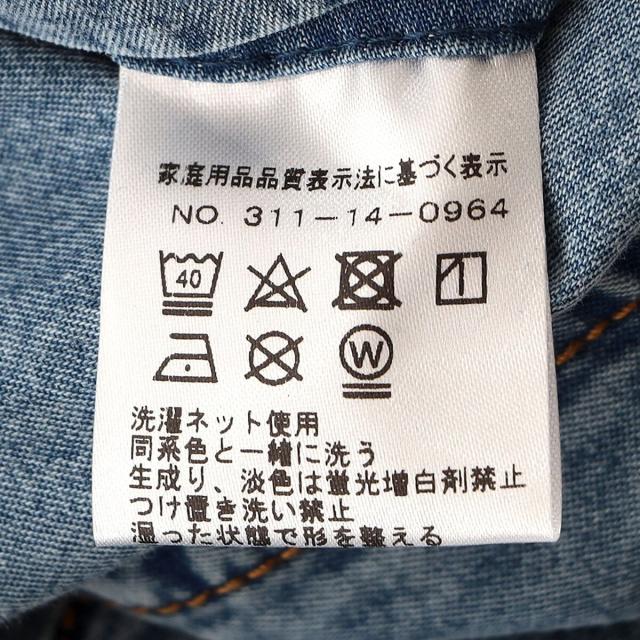 家庭用品品質表示法に基づく表示
NO. 311-14-0964
40
W
洗濯ネット使用
同系色と一緒に洗う
生成り、淡色は蛍光増白剤禁止
つけ置き洗い禁止
湿った状態で形を整える